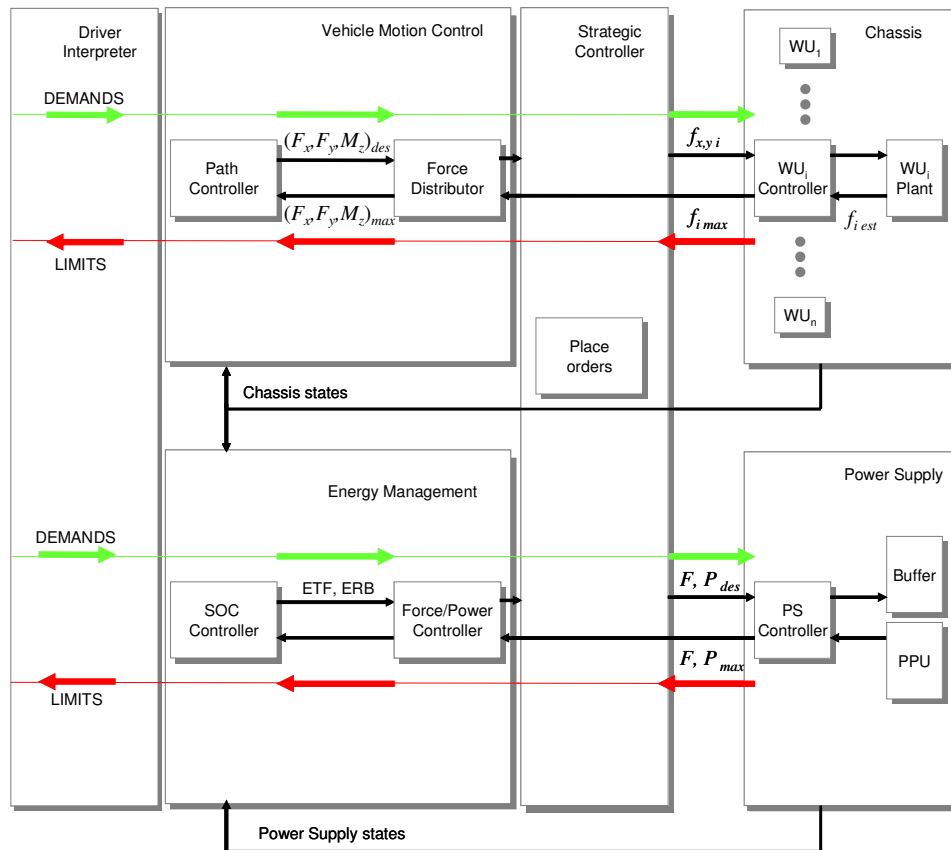 Driver
Interpreter
Vehicle Motion Control
Strategic
Controller
Chassis
WU1
DEMANDS
(Fx,Fy,Mz)des
fx,y i
Path
Controller
Force
Distributor
WUi
Controller
WUi
Plant
(Fx,Fy,Mz)max
fi max
fi est
LIMITS
WUn
Place
orders
Chassis states
Energy Management
Power Supply
DEMANDS
ETF, ERB
F, Pdes
Buffer
SOC
Controller
Force/Power
Controller
PS
Controller
PPU
F, Pmax
LIMITS
Power Supply states